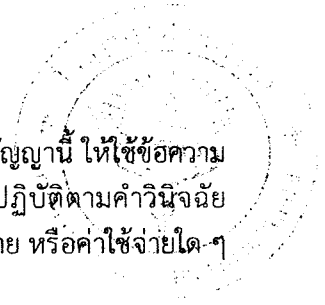 ัญญานี้ ให้ใช้ข้อความ
ปฏิบัติตามคำวินิจฉัย
าย หรือค่าใช้จ่ายใด ๆ